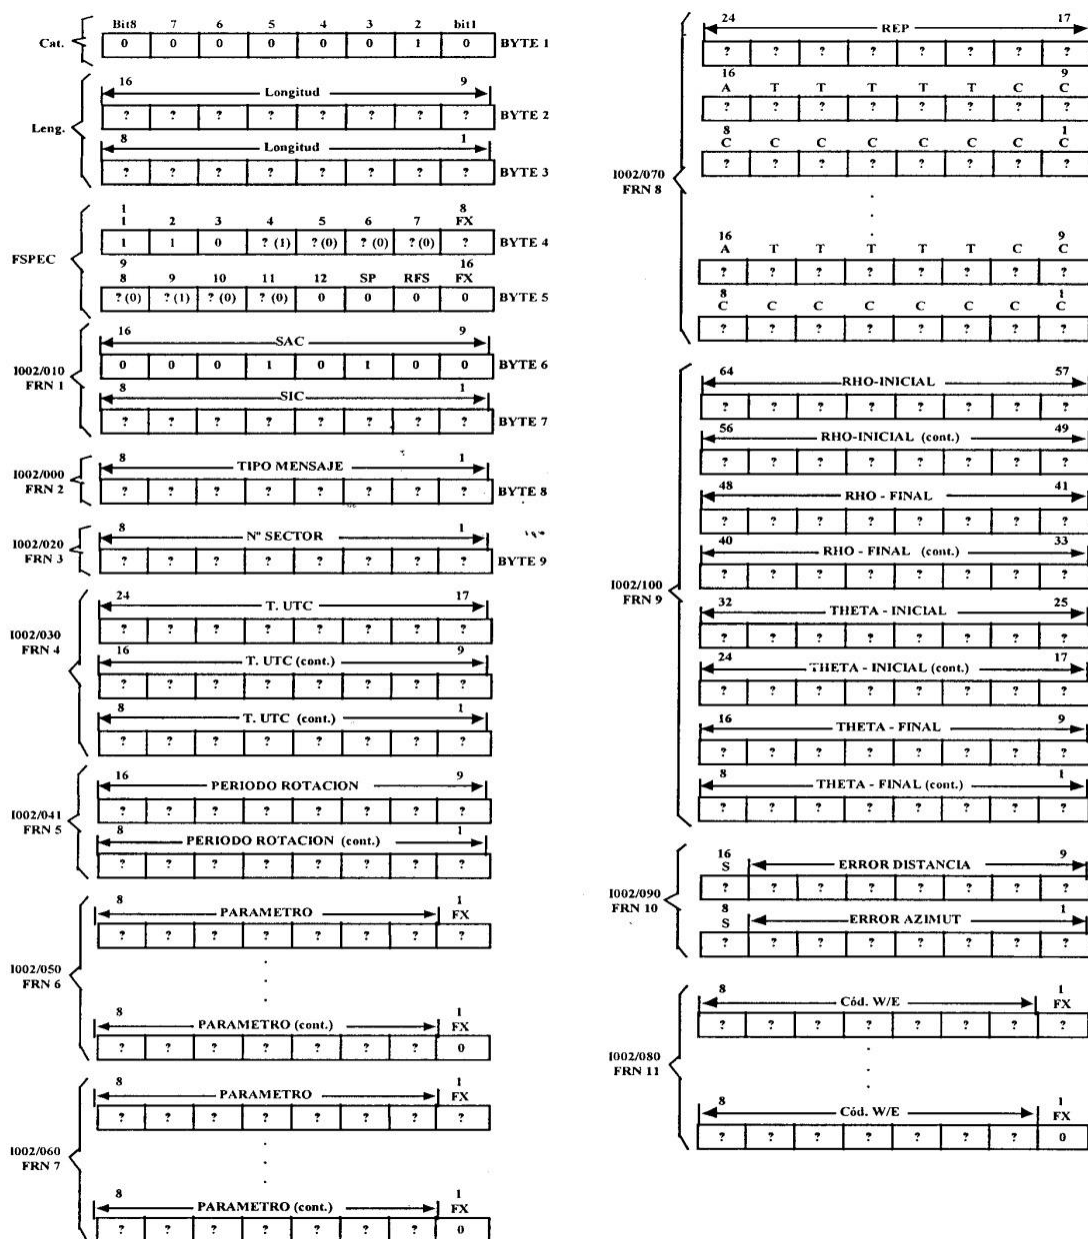 Bit8 7 6 5 4 3 2 bit1
Cat. 0 0 0 0 0 0 1 0 BYTE 1
16 Longitud 9
Leng. ? ? ? ? ? ? ? ? BYTE 2
8 Longitud 1
? ? ? ? ? ? ? ? BYTE 3
1 8
1 2 3 4 5 6 7 FX
FSPEC 1 1 0 ? (1) ? (0) ? (0) ? (0) ? BYTE 4
9 16
8 9 10 11 12 SP RFS FX
? (0) ? (1) ? (0) ? (0) 0 0 0 0 BYTE 5
16 SAC 9
I002/010 FRN 1 0 0 0 1 0 1 0 0 BYTE 6
8 SIC 1
? ? ? ? ? ? ? ? BYTE 7
8 TIPO MENSAJE 1
I002/000 FRN 2 ? ? ? ? ? ? ? ? BYTE 8
8 Nº SECTOR 1
I002/020 FRN 3 ? ? ? ? ? ? ? ? BYTE 9
24 T. UTC 17
I002/030 FRN 4 ? ? ? ? ? ? ? ?
16 T. UTC (cont.) 9
? ? ? ? ? ? ? ?
8 T. UTC (cont.) 1
? ? ? ? ? ? ? ?
16 PERIODO ROTACION 9
I002/041 FRN 5 ? ? ? ? ? ? ? ?
8 PERIODO ROTACION (cont.) 1
? ? ? ? ? ? ? ?
8 PARAMETRO 1 FX
I002/050 FRN 6 ? ? ? ? ? ? ? ?
8 PARAMETRO (cont.) 1 FX
? ? ? ? ? ? ? 0
8 PARAMETRO 1 FX
I002/060 FRN 7 ? ? ? ? ? ? ? ?
8 PARAMETRO (cont.) 1 FX
? ? ? ? ? ? ? 0
24 REP 17
? ? ? ? ? ? ? ?
16 9
A T T T T T C C
? ? ? ? ? ? ? ?
8 1
C C C C C C C C
I002/070 FRN 8 ? ? ? ? ? ? ? ?
16 9
A T T T T T C C
? ? ? ? ? ? ? ?
8 1
C C C C C C C C
? ? ? ? ? ? ? ?
64 RHO-INICIAL 57
? ? ? ? ? ? ? ?
56 RHO-INICIAL (cont.) 49
? ? ? ? ? ? ? ?
48 RHO - FINAL 41
? ? ? ? ? ? ? ?
40 RHO - FINAL (cont.) 33
I002/100 FRN 9 ? ? ? ? ? ? ? ?
32 THETA - INICIAL 25
? ? ? ? ? ? ? ?
24 THETA - INICIAL (cont.) 17
? ? ? ? ? ? ? ?
16 THETA - FINAL 9
? ? ? ? ? ? ? ?
8 THETA - FINAL (cont.) 1
? ? ? ? ? ? ? ?
16 S ERROR DISTANCIA 9
I002/090 FRN 10 ? ? ? ? ? ? ? ?
8 S ERROR AZIMUT 1
? ? ? ? ? ? ? ?
8 Cód. W/E 1 FX
I002/080 FRN 11 ? ? ? ? ? ? ? ?
8 Cód. W/E 1 FX
? ? ? ? ? ? ? 0